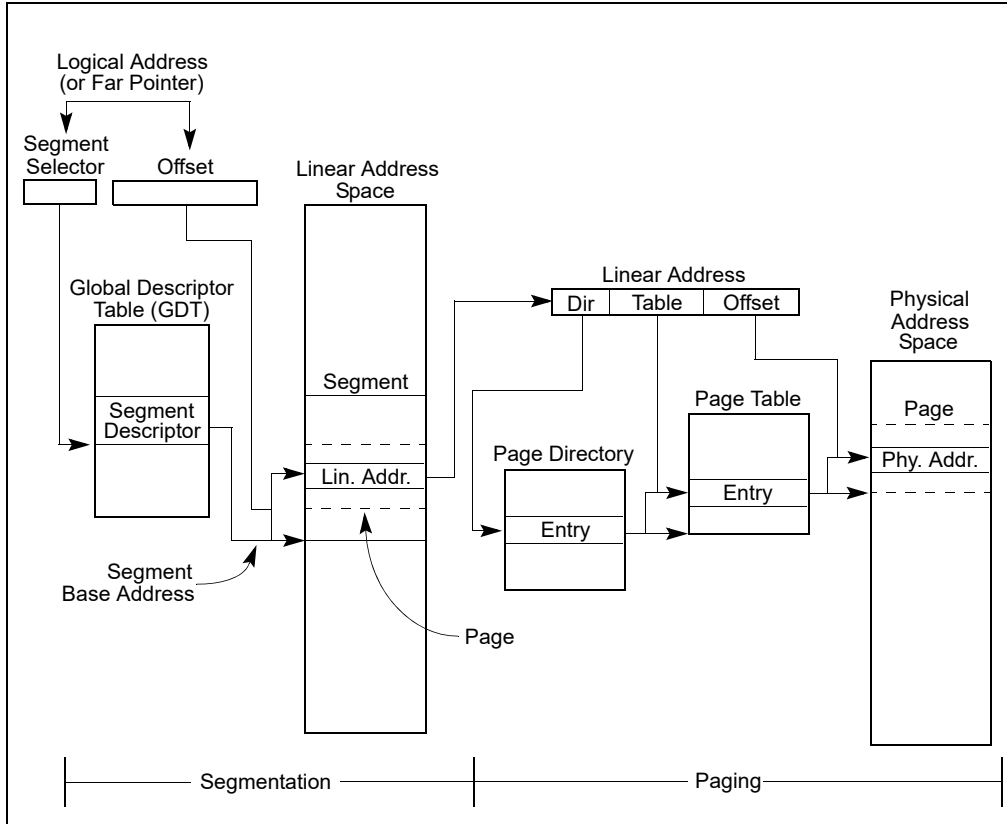 Logical Address
(or Far Pointer)
Segment
Selector
Offset
Linear Address
Space
Global Descriptor
Table (GDT)
Segment
Descriptor
Segment
Lin. Addr.
Segment
Base Address
Page
Linear Address
Dir
Table
Offset
Page Directory
Entry
Page Table
Entry
Physical
Address
Space
Page
Phy. Addr.
Segmentation
Paging